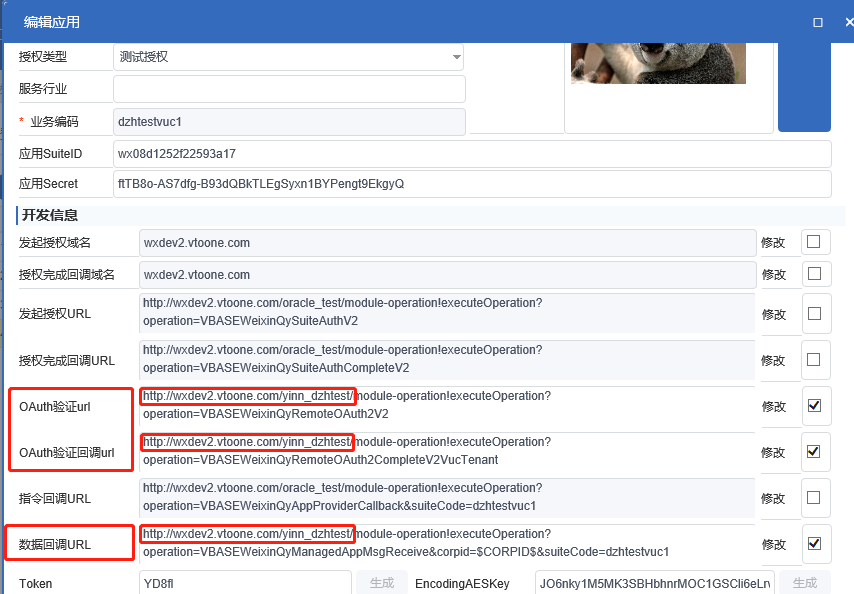 编辑应用
授权类型 测试授权
服务行业
* 业务编码 dzhtestvuc1
应用SuiteID wx08d1252f22593a17
应用Secret ftTB8o-AS7dfg-B93dQBkTLEgSyxn1BYPengt9EkgyQ
开发信息
发起授权域名 wxdev2.vtoone.com 修改
授权完成回调域名 wxdev2.vtoone.com 修改
发起授权URL http://wxdev2.vtoone.com/oracle_test/module-operation!executeOperation? 修改
operation=VBASEWeixinQySuiteAuthV2
授权完成回调URL http://wxdev2.vtoone.com/oracle_test/module-operation!executeOperation? 修改
operation=VBASEWeixinQySuiteAuthCompleteV2
OAuth验证url http://wxdev2.vtoone.com/yinn_dzhtest/module-operation!executeOperation? 修改
operation=VBASEWeixinQyRemoteOAuth2V2
OAuth验证回调url http://wxdev2.vtoone.com/yinn_dzhtest/module-operation!executeOperation? 修改
operation=VBASEWeixinQyRemoteOAuth2CompleteV2VucTenant
指令回调URL http://wxdev2.vtoone.com/oracle_test/module-operation!executeOperation? 修改
operation=VBASEWeixinQyAppProviderCallback&suiteCode=dzhtestvuc1
数据回调URL http://wxdev2.vtoone.com/yinn_dzhtest/module-operation!executeOperation? 修改
operation=VBASEWeixinQyManagedAppMsgReceive&corpid=$CORPID$&suiteCode=dzhtestvuc1
Token YD8fl 生成 EncodingAESKey JO6nky1M5MK3SBHbhnrMOC1GSCli6eLn 生成